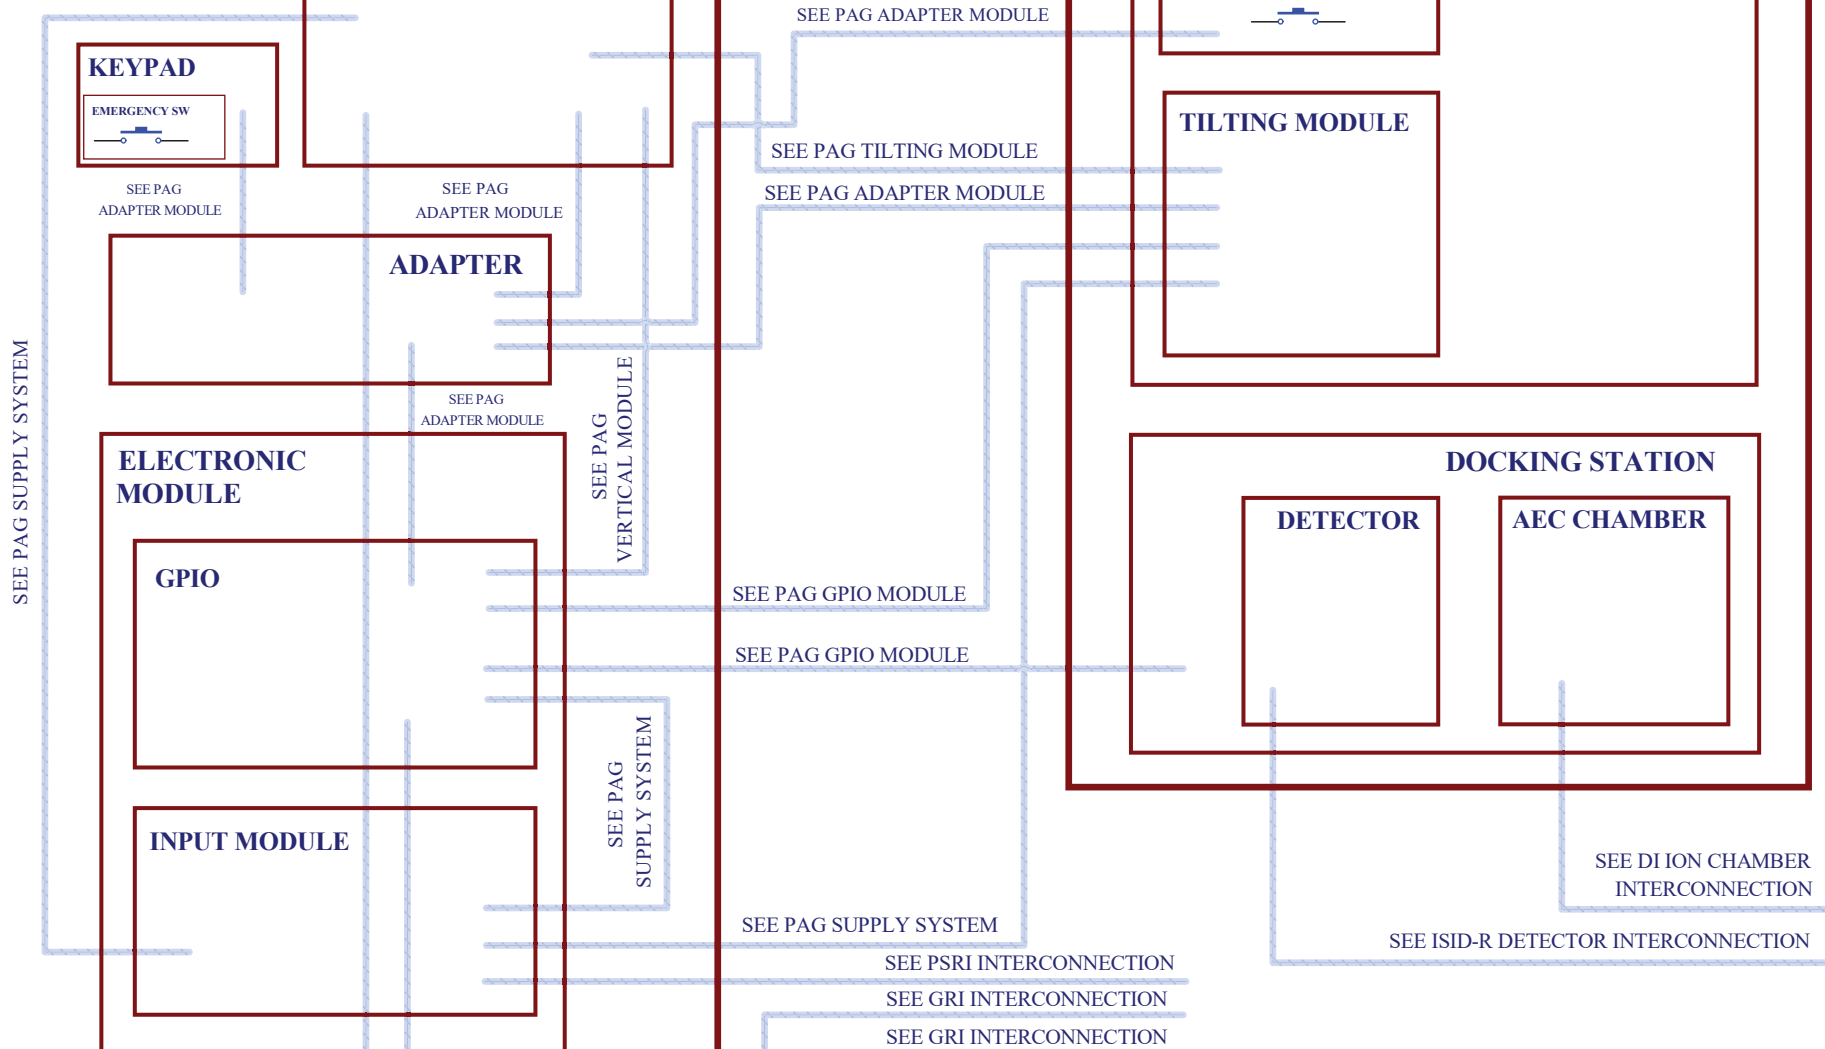 SEE PAG ADAPTER MODULE
KEYPAD
EMERGENCY SW
TILTING MODULE
SEE PAG TILTING MODULE
SEE PAG
ADAPTER MODULE
SEE PAG
ADAPTER MODULE
SEE PAG ADAPTER MODULE
ADAPTER
SEE PAG SUPPLY SYSTEM
SEE PAG
ADAPTER MODULE
SEE PAG
VERTICAL MODULE
ELECTRONIC
MODULE
DOCKING STATION
DETECTOR
AEC CHAMBER
GPIO
SEE PAG GPIO MODULE
SEE PAG GPIO MODULE
SEE PAG
SUPPLY SYSTEM
INPUT MODULE
SEE DI ION CHAMBER
INTERCONNECTION
SEE PAG SUPPLY SYSTEM
SEE ISID-R DETECTOR INTERCONNECTION
SEE PSRI INTERCONNECTION
SEE GRI INTERCONNECTION
SEE GRI INTERCONNECTION